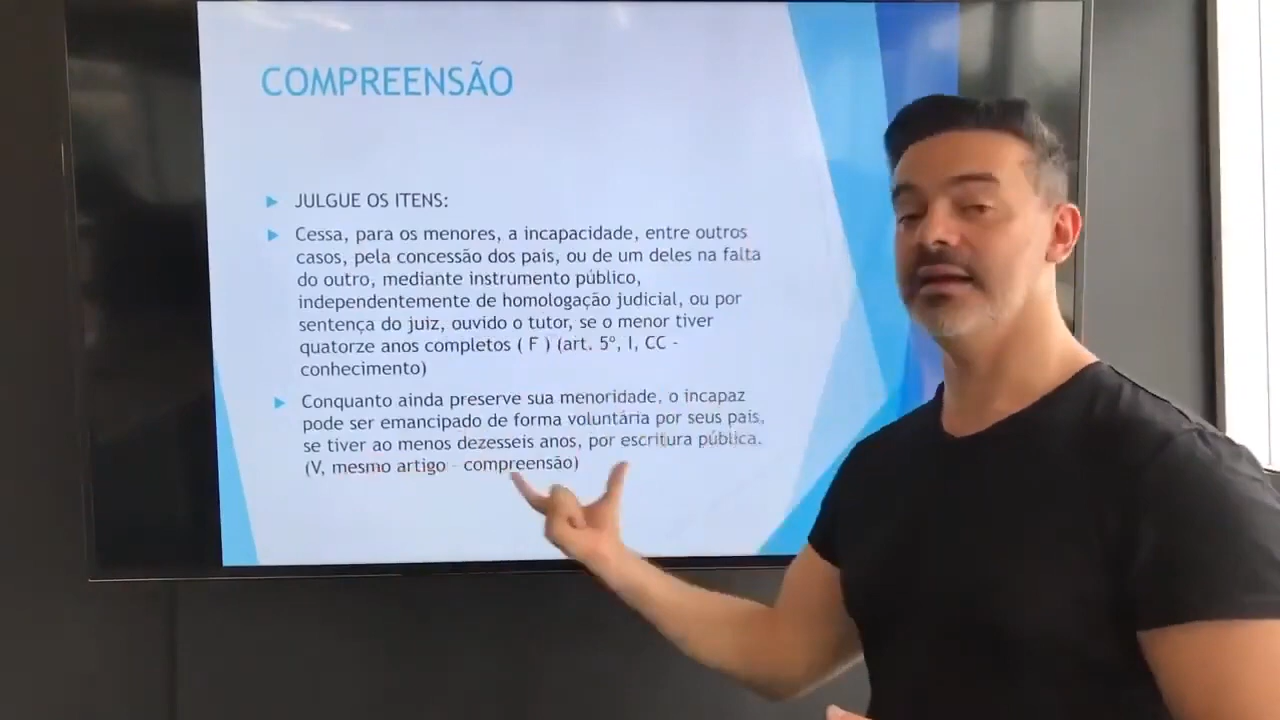 COMPREENSÃO
JULGUE OS ITENS:
Cessa, para os menores, a incapacidade, entre outros
casos, pela concessão dos pais, ou de um deles na falta
do outro, mediante instrumento público,
independentemente de homologação judicial, ou por
sentença do juiz, ouvido o tutor, se o menor tiver
quatorze anos completos ( F ) (art. 5º, I, CC -
conhecimento)
Conquanto ainda preserve sua menoridade, o incapaz
pode ser emancipado de forma voluntária por seus pais,
se tiver ao menos dezesseis anos, por escritura pública.
(V, mesmo artigo - compreensão)